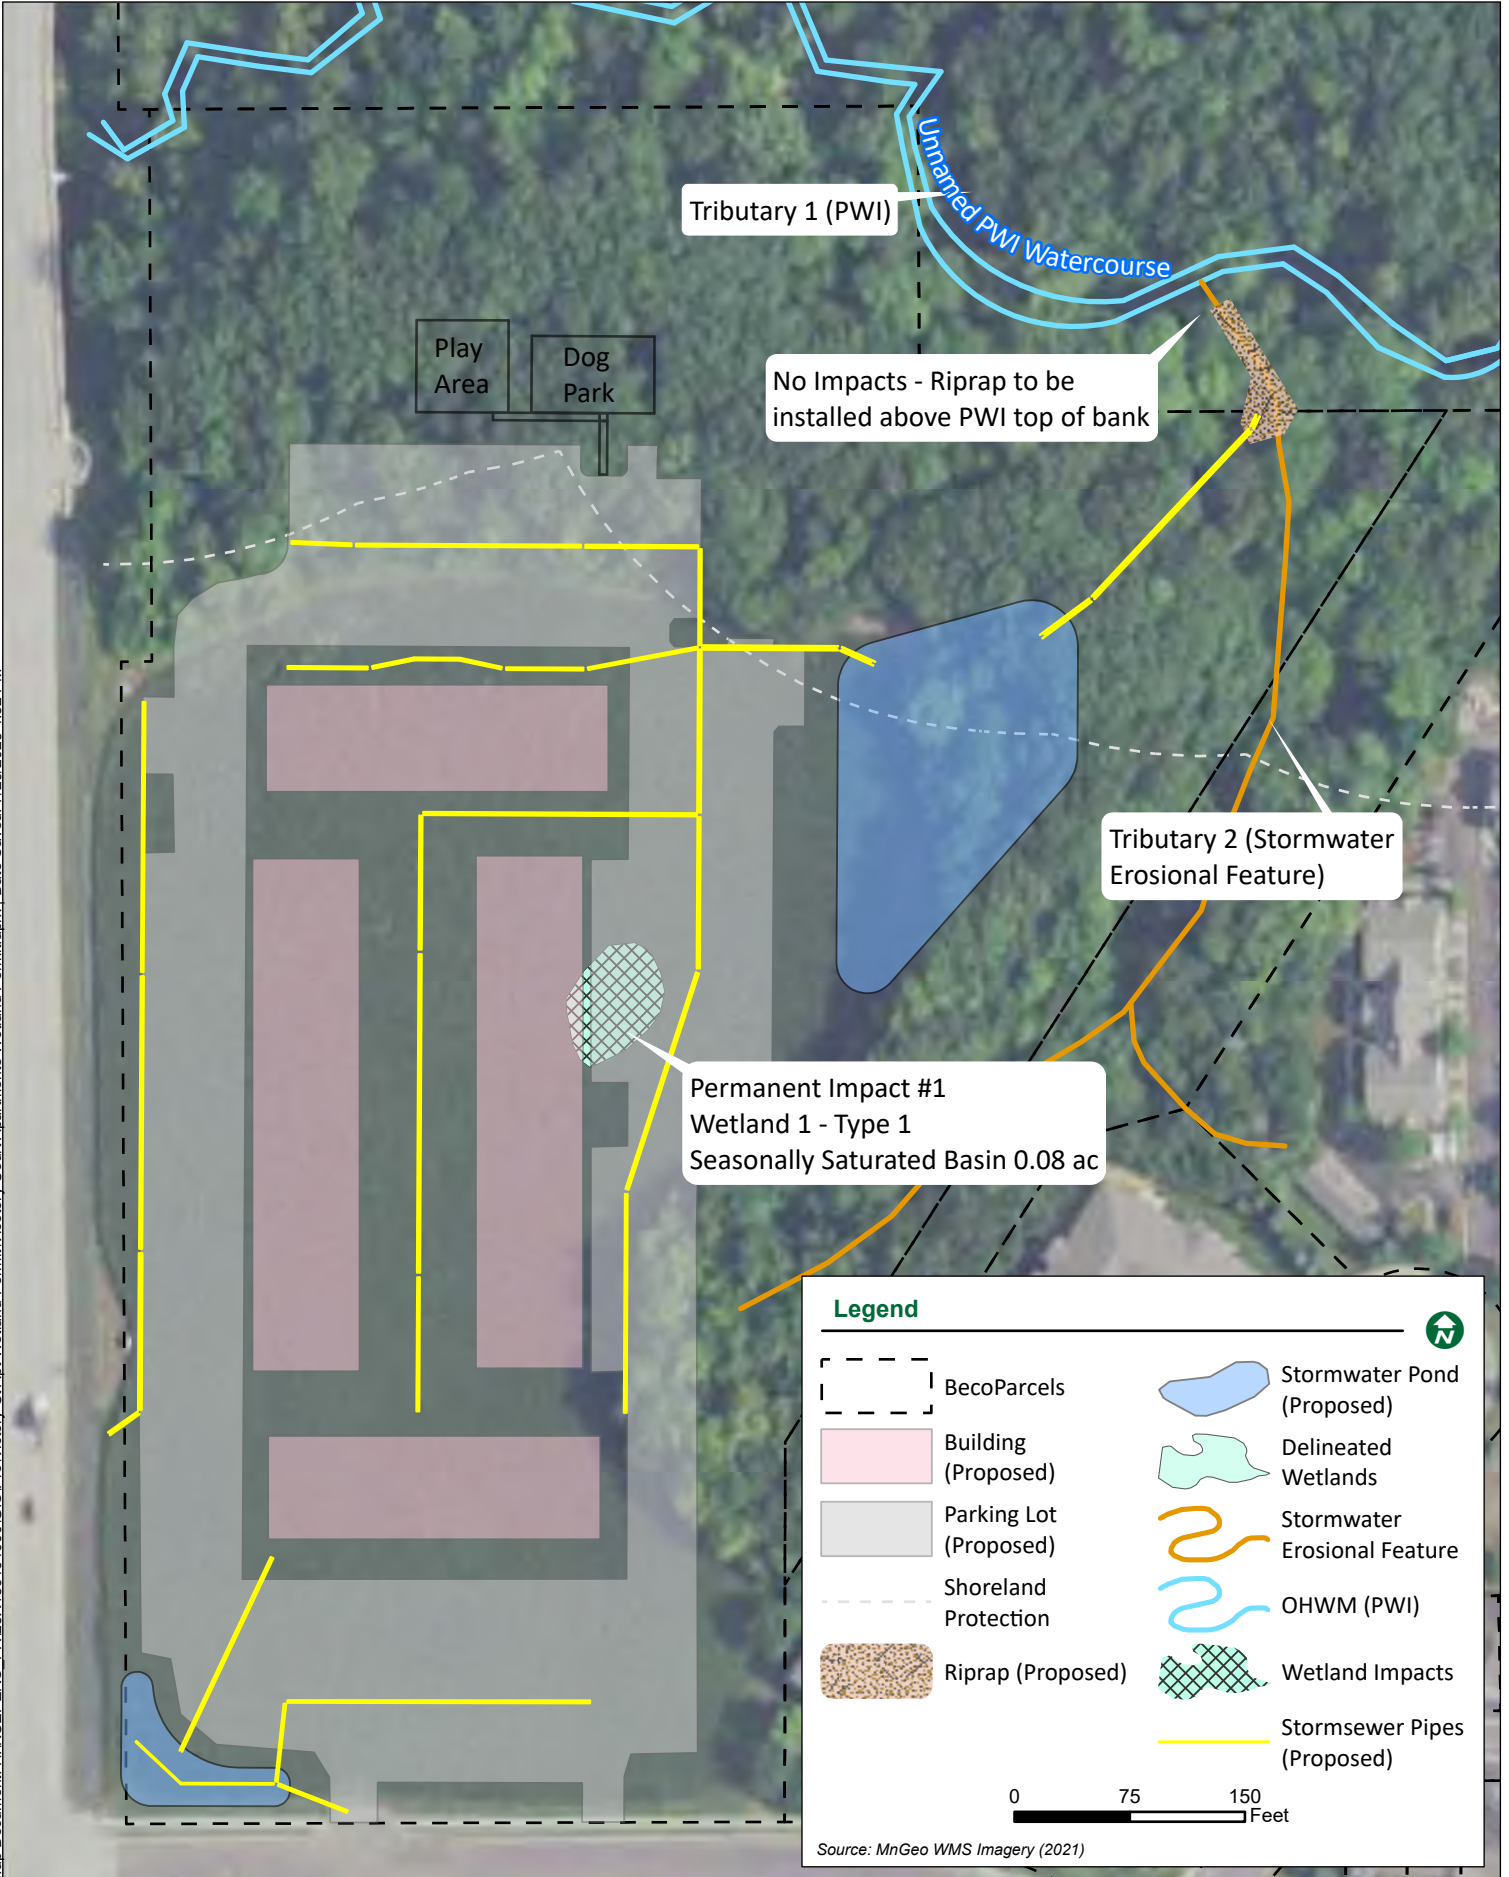 Unnamed PWI Watercourse
Tributary 1 (PWI)
Play
Area
Dog
Park
No Impacts - Riprap to be
installed above PWI top of bank
Tributary 2 (Stormwater
Erosional Feature)
Permanent Impact #1
Wetland 1 - Type 1
Seasonally Saturated Basin 0.08 ac
Legend
N
BecoParcels
Building
(Proposed)
Parking Lot
(Proposed)
Shoreland
Protection
Riprap (Proposed)
Stormwater Pond
(Proposed)
Delineated
Wetlands
Stormwater
Erosional Feature
OHWM (PWI)
Wetland Impacts
Stormsewer Pipes
(Proposed)
0 75 150
Feet
Source: MnGeo WMS Imagery (2021)